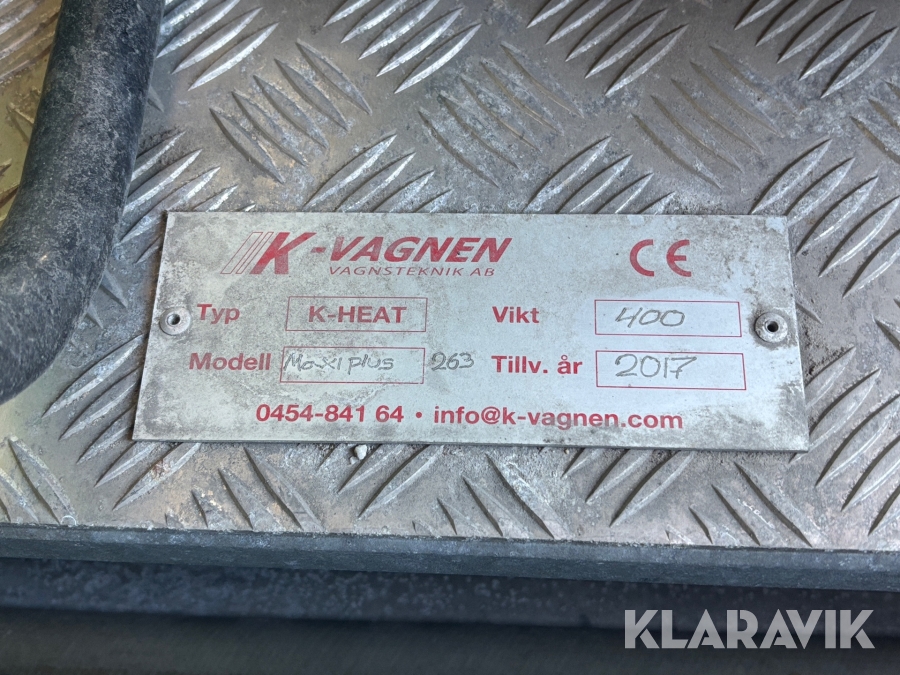 K-VAGNEN
VAGNSTEKNIK AB
CE
Typ K-HEAT Vikt 400
Modell Maxi plus 263 Tillv. år 2017
0454-841 64 • info@k-vagnen.com
KLARAVIK